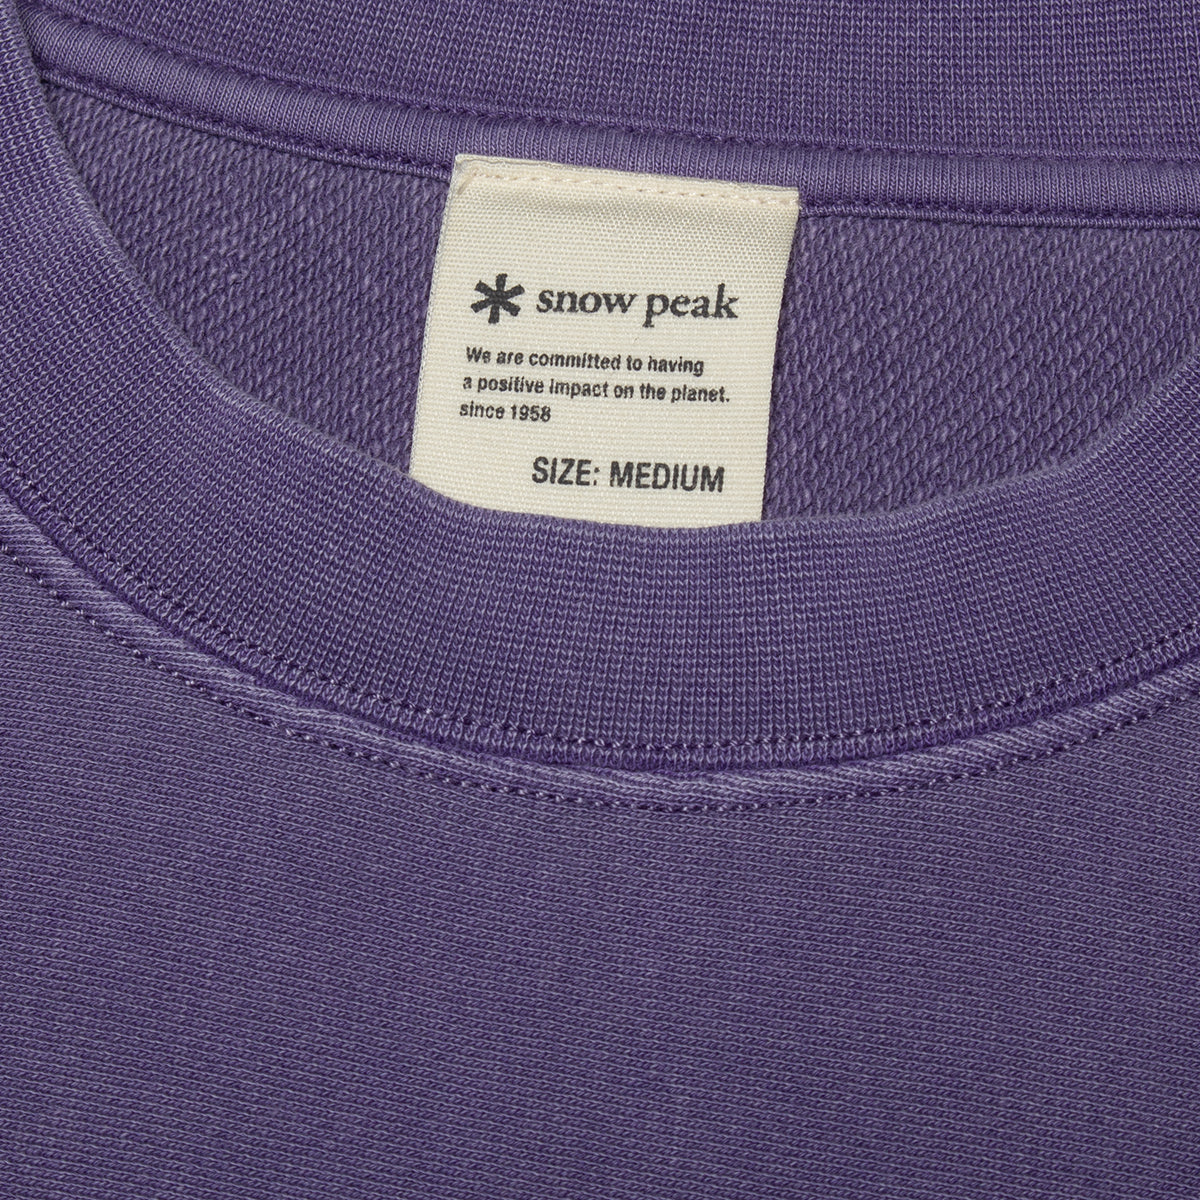 snow peak
We are committed to having
a positive impact on the planet.
since 1958
SIZE: MEDIUM